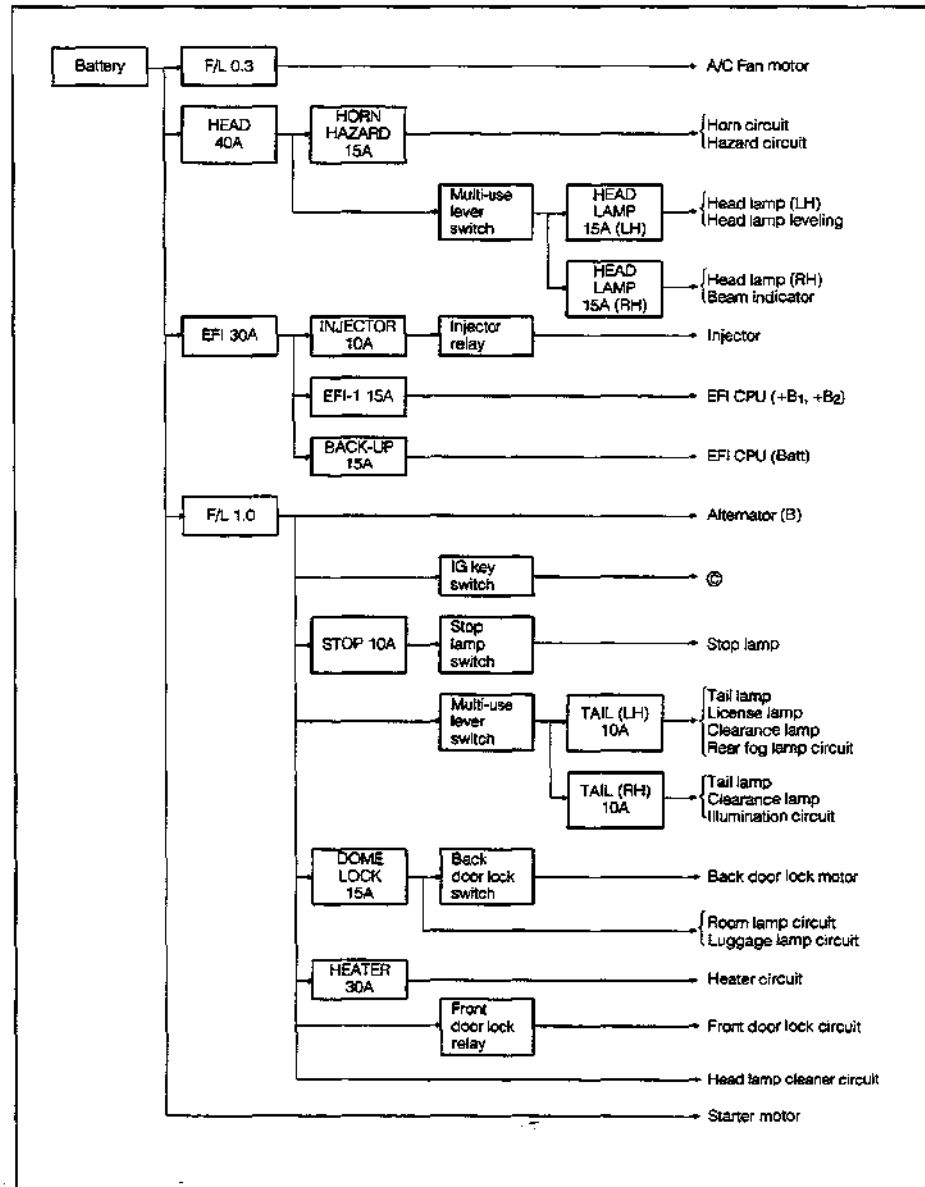 Battery
F/L 0.3
A/C Fan motor
HEAD
40A
HORN
HAZARD
15A
Horn circuit
Hazard circuit
Multi-use
lever
switch
HEAD
LAMP
15A (LH)
Head lamp (LH)
Head lamp leveling
HEAD
LAMP
15A (RH)
Head lamp (RH)
Beam indicator
EFI 30A
INJECTOR
10A
Injector
relay
Injector
EFI-1 15A
EFI CPU (+B1, +B2)
BACK-UP
15A
EFI CPU (Batt)
F/L 1.0
Alternator (B)
IG key
switch
Ⓒ
STOP 10A
Stop
lamp
switch
Stop lamp
Multi-use
lever
switch
TAIL (LH)
10A
Tail lamp
License lamp
Clearance lamp
Rear fog lamp circuit
TAIL (RH)
10A
Tail lamp
Clearance lamp
Illumination circuit
DOME
LOCK
15A
Back
door lock
switch
Back door lock motor
Room lamp circuit
Luggage lamp circuit
HEATER
30A
Heater circuit
Front
door lock
relay
Front door lock circuit
Head lamp cleaner circuit
Starter motor